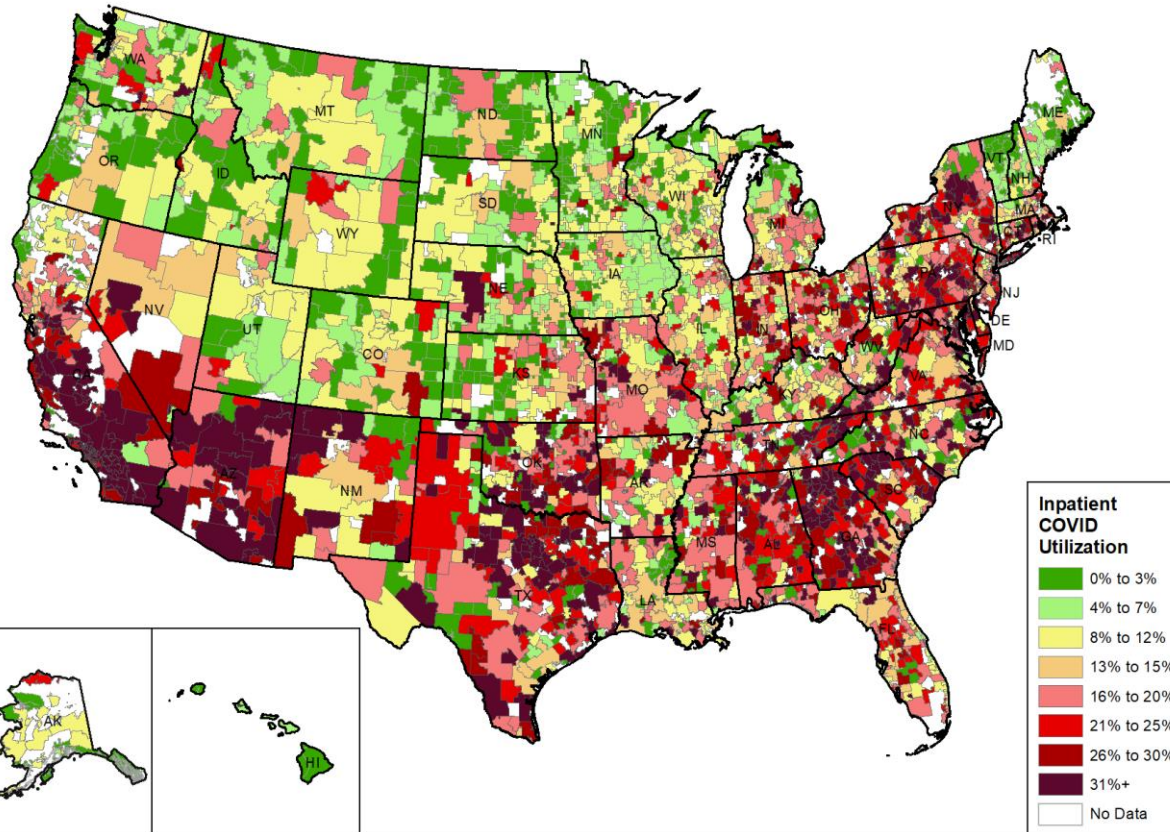 WA
MT
ND
MN
ME
OR
ID
SD
WI
VT
NH
NY
MA
MI
CT
RI
WY
IA
PA
NJ
NE
OH
DE
MD
NV
UT
CO
IL
IN
WV
VA
KS
MO
KY
CA
NC
TN
OK
AR
SC
AZ
NM
MS
AL
GA
TX
LA
FL
AK
HI
Inpatient
COVID
Utilization
0% to 3%
4% to 7%
8% to 12%
13% to 15%
16% to 20%
21% to 25%
26% to 30%
31%+
No Data